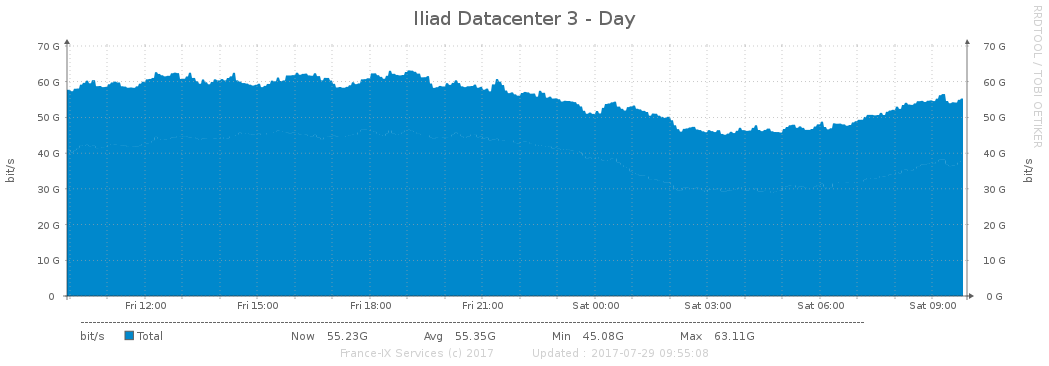 Iliad Datacenter 3 - Day
RRDTOOL / TOBI OETIKER
bit/s
70 G
60 G
50 G
40 G
30 G
20 G
10 G
0
70 G
60 G
50 G
40 G
30 G
20 G
10 G
0 G
bit/s
Fri 12:00 Fri 15:00 Fri 18:00 Fri 21:00 Sat 00:00 Sat 03:00 Sat 06:00 Sat 09:00
bit/s Total Now 55.23G Avg 55.35G Min 45.08G Max 63.11G
France-IX Services (c) 2017 Updated : 2017-07-29 09:55:08